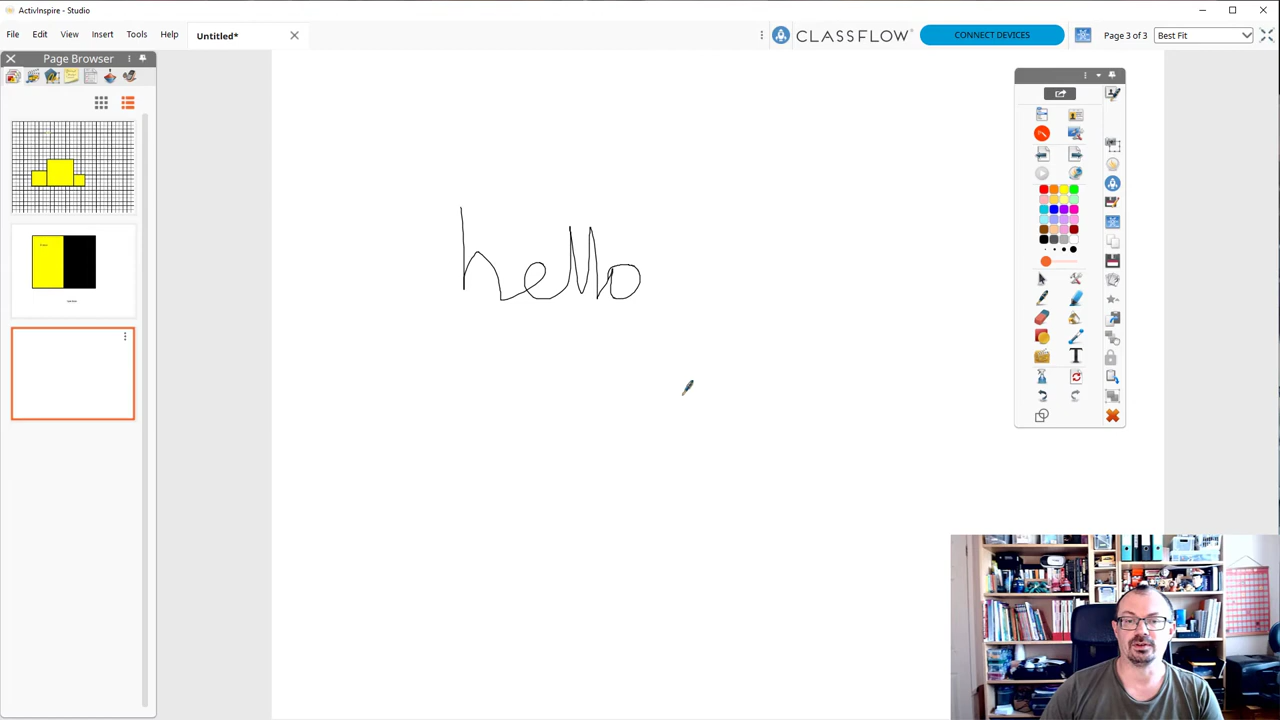 ActivInspire - Studio
File Edit View Insert Tools Help Untitled* CLASSFLOW CONNECT DEVICES Page 3 of 3 Best Fit
Page Browser
hello
T